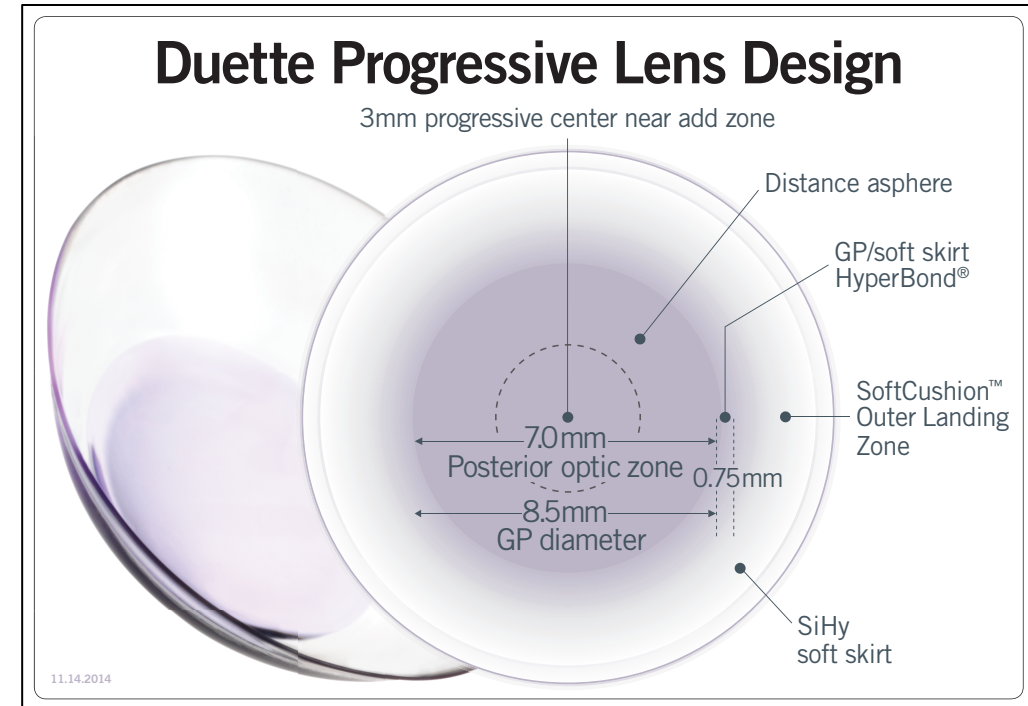 Duette Progressive Lens Design
3mm progressive center near add zone
Distance asphere
GP/soft skirt
HyperBond®
SoftCushion™
Outer Landing
Zone
7.0mm
Posterior optic zone
0.75mm
8.5mm
GP diameter
SiHy
soft skirt
11.14.2014